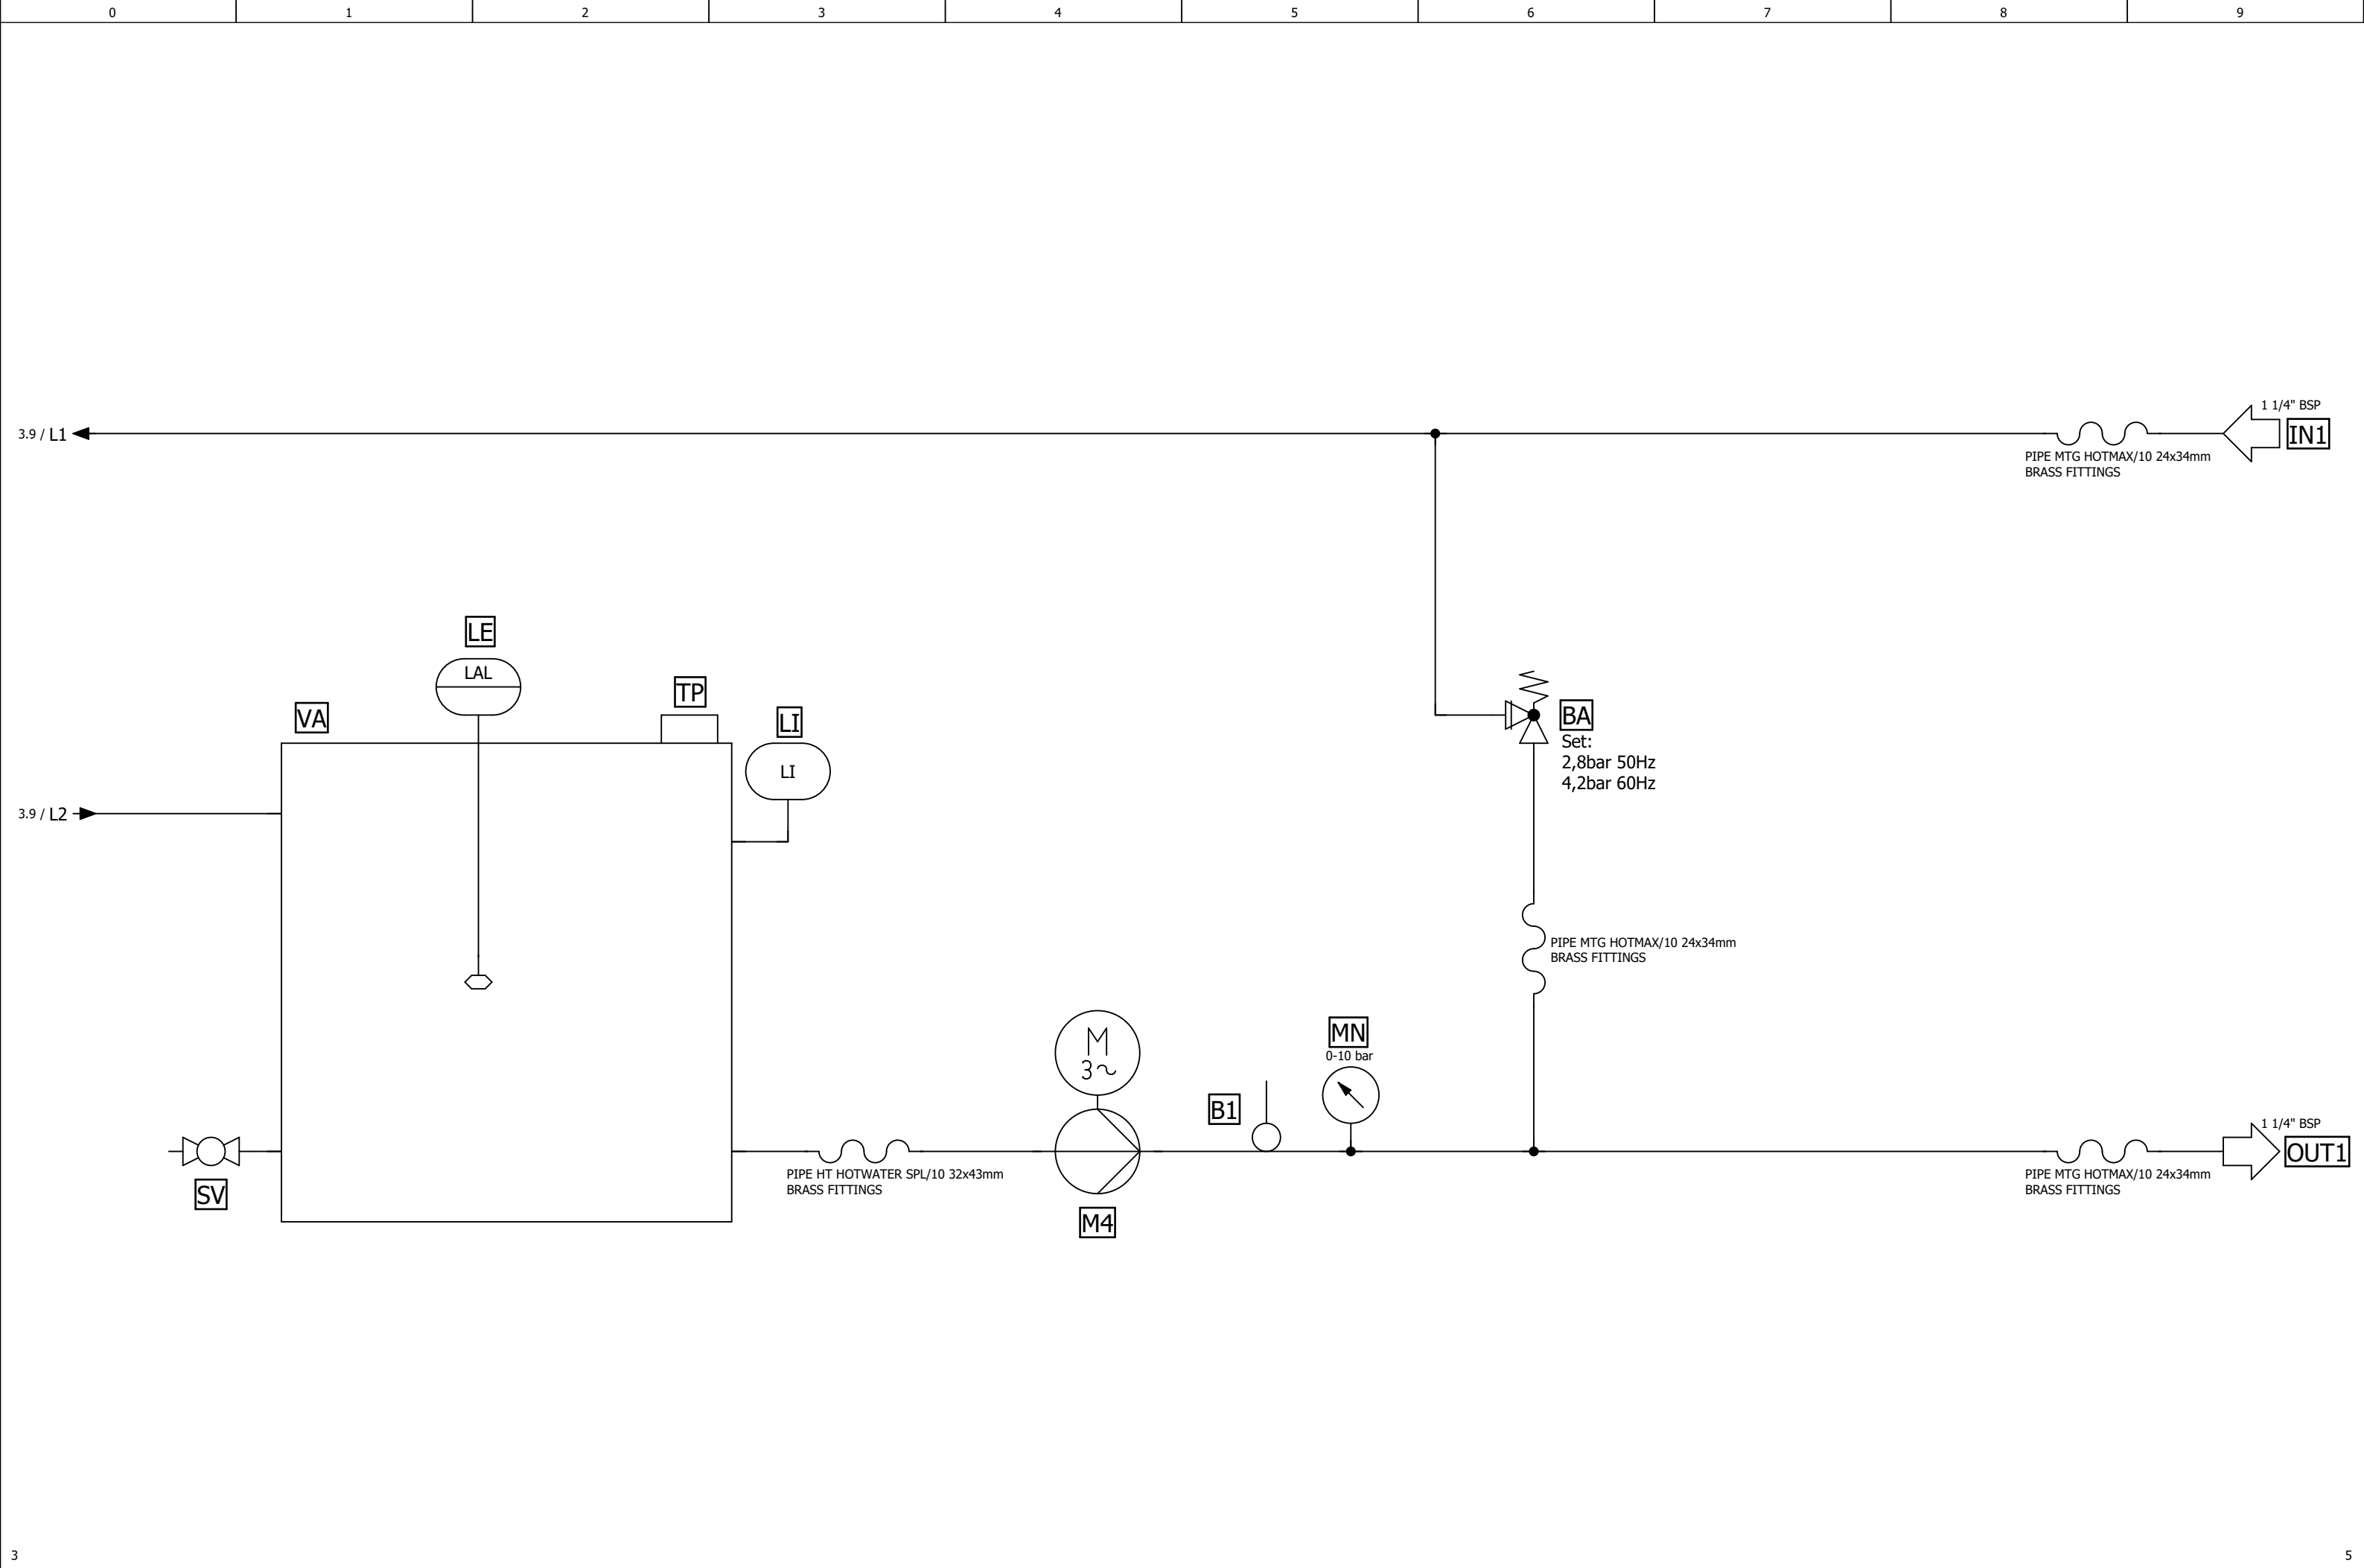 0 1 2 3 4 5 6 7 8 9
1 1/4" BSP
3.9 / L1
IN1
PIPE MTG HOTMAX/10 24x34mm
BRASS FITTINGS
LE
LAL
TP
VA
LI
LI
BA
Set:
2,8bar 50Hz
4,2bar 60Hz
3.9 / L2
PIPE MTG HOTMAX/10 24x34mm
BRASS FITTINGS
M
3~
MN
0-10 bar
B1
1 1/4" BSP
OUT1
SV
PIPE HT HOTWATER SPL/10 32x43mm
BRASS FITTINGS
PIPE MTG HOTMAX/10 24x34mm
BRASS FITTINGS
M4
3
5